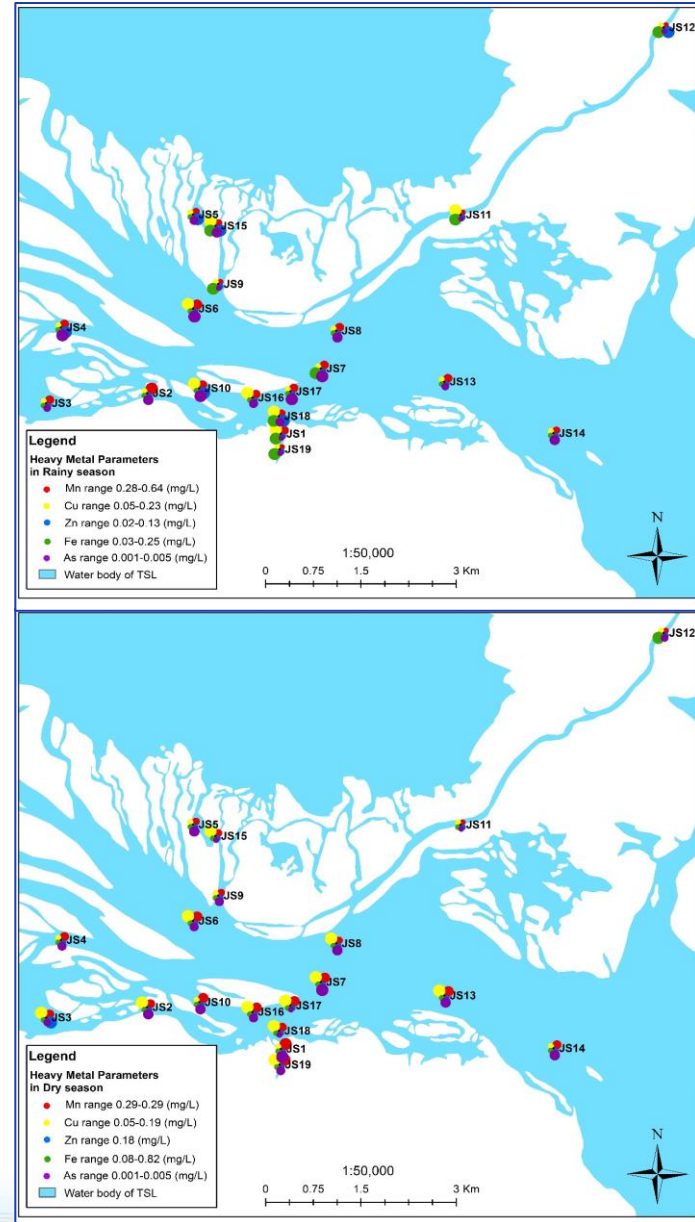 JS12
JS5
JS15
JS11
JS9
JS6
JS4
JS8
JS7
JS13
JS3
JS2
JS10
JS16
JS17
JS18
JS1
JS14
JS19
Legend
Heavy Metal Parameters
in Rainy season
Mn range 0.28-0.64 (mg/L)
Cu range 0.05-0.23 (mg/L)
Zn range 0.02-0.13 (mg/L)
Fe range 0.03-0.25 (mg/L)
As range 0.001-0.005 (mg/L)
Water body of TSL
1:50,000
0 0.75 1.5 3 Km
N
JS12
JS5
JS15
JS11
JS9
JS6
JS4
JS8
JS7
JS3
JS2
JS10
JS16
JS17
JS13
JS18
JS1
JS14
JS19
Legend
Heavy Metal Parameters
in Dry season
Mn range 0.29-0.29 (mg/L)
Cu range 0.05-0.19 (mg/L)
Zn range 0.18 (mg/L)
Fe range 0.08-0.82 (mg/L)
As range 0.001-0.005 (mg/L)
Water body of TSL
1:50,000
0 0.75 1.5 3 Km
N